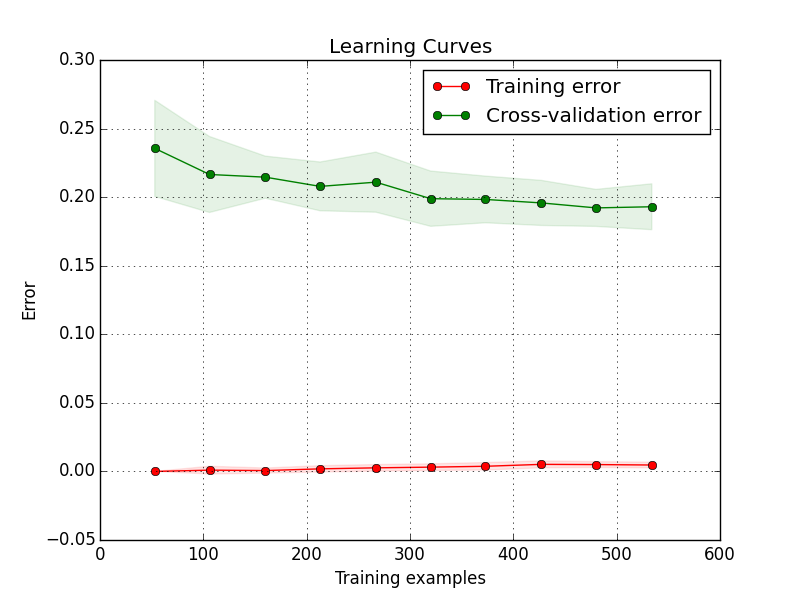 Learning Curves
Training error
Cross-validation error
0.30
0.25
0.20
0.15
0.10
0.05
0.00
−0.05
Error
0 100 200 300 400 500 600
Training examples